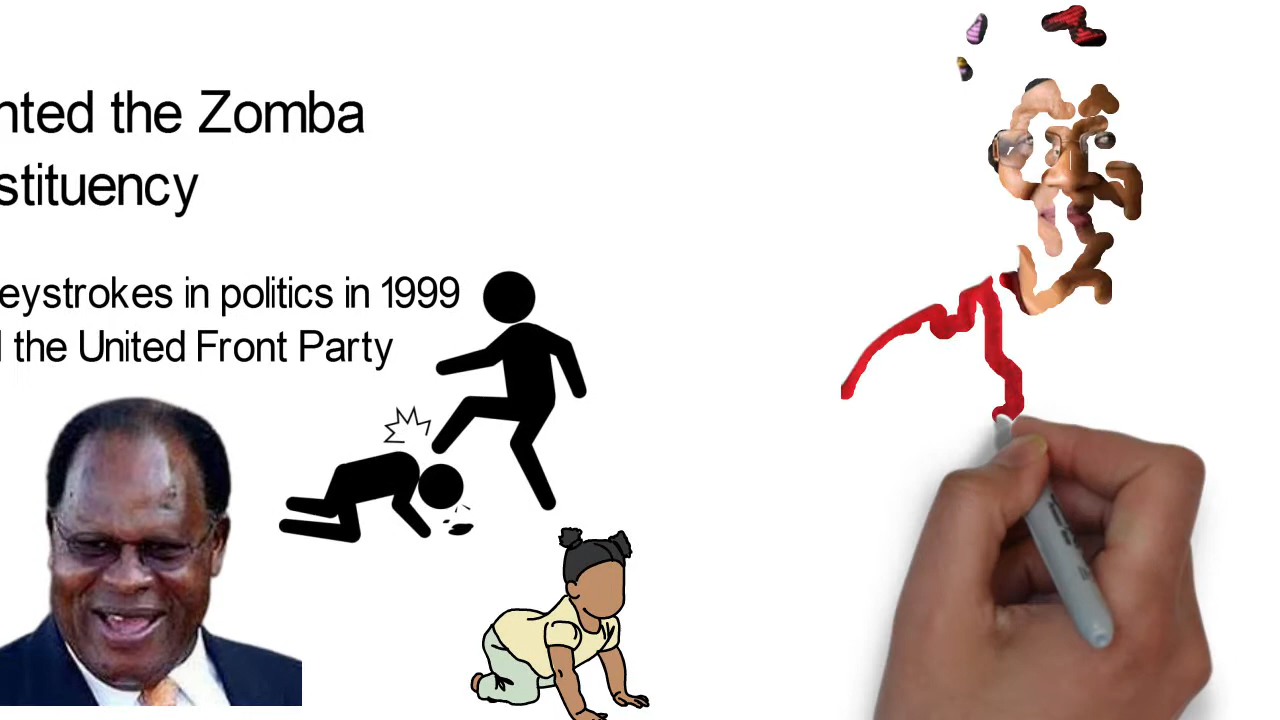 nted the Zomba
stituency
eystrokes in politics in 1999
the United Front Party